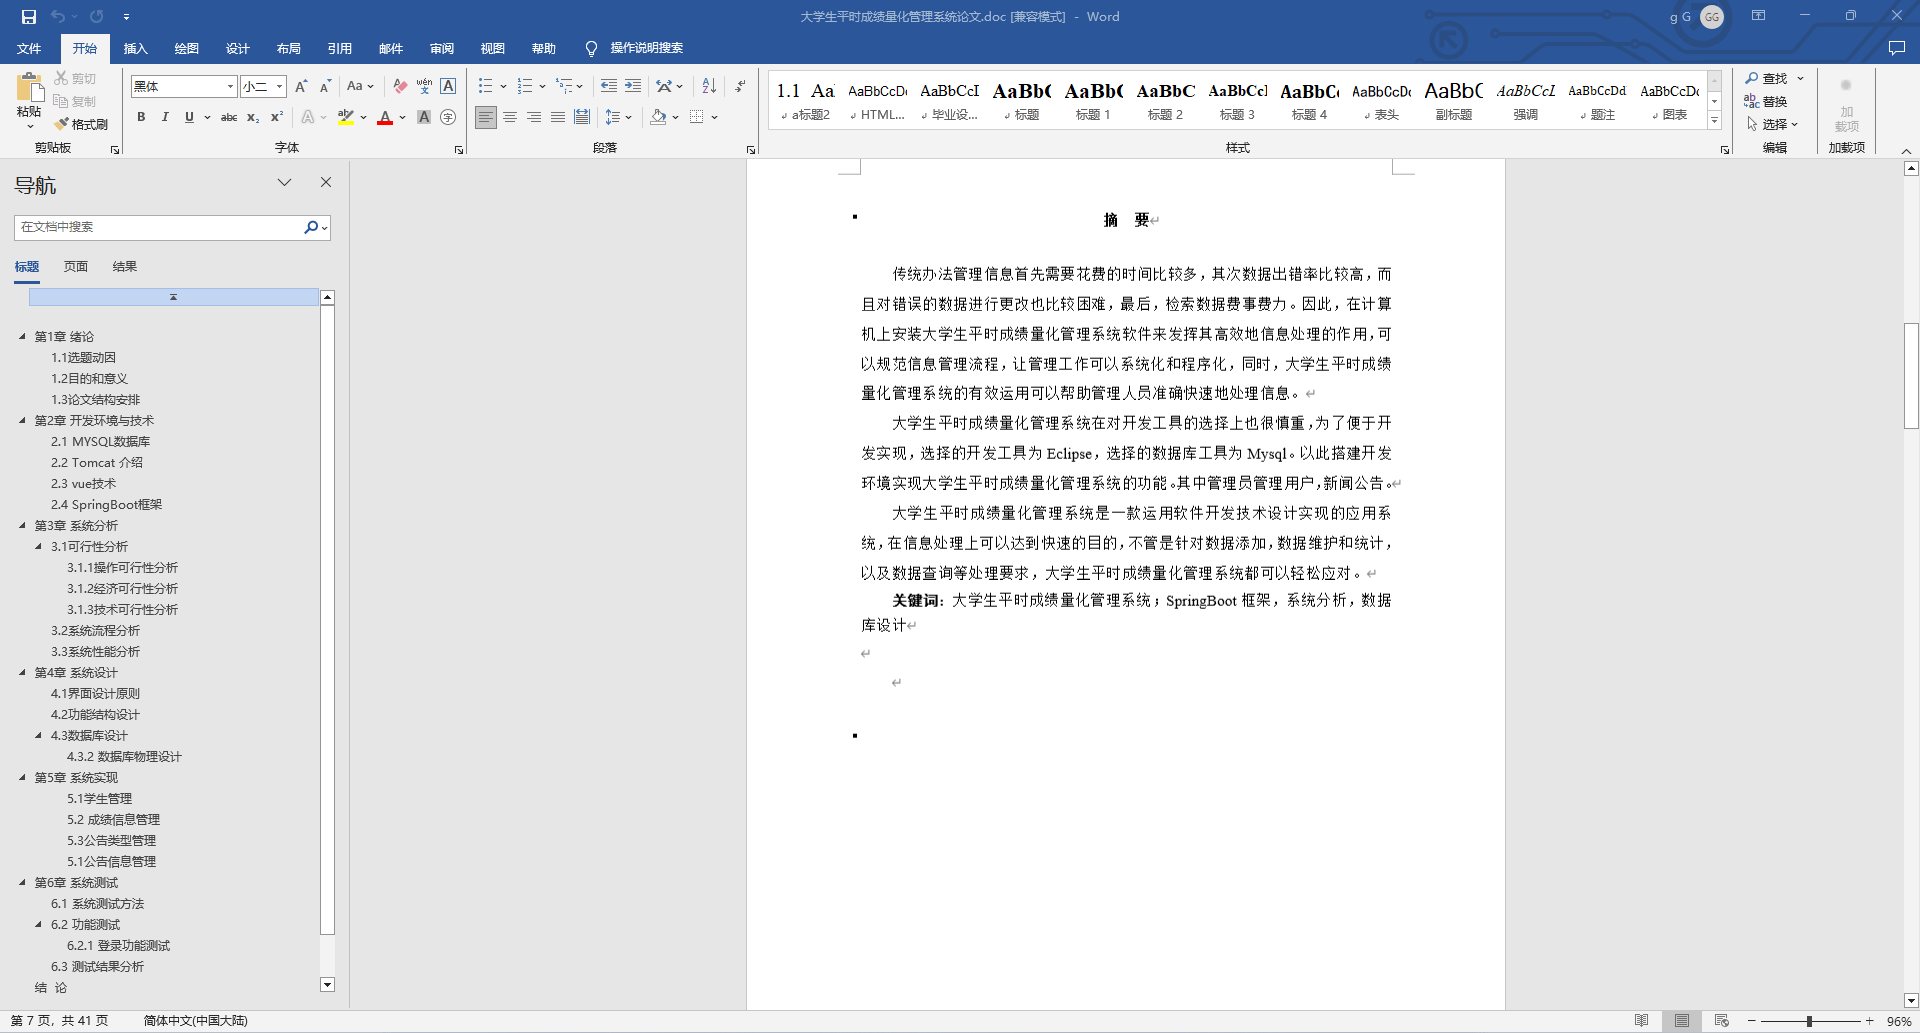 大学生平时成绩量化管理系统论文.doc [兼容模式] - Word
g G GG
文件 开始 插入 绘图 设计 布局 引用 邮件 审阅 视图 帮助 操作说明搜索
粘贴 剪切 复制 格式刷
剪贴板
黑体 小二
字体
段落
1.1 Aa AaBbCcDc AaBbCcI AaBb( AaBb( AaBbC AaBbCcI AaBbCc AaBbCcDc AaBbC AaBbCcL AaBbCcDd AaBbCcDc
a标题2 HTML... 毕业设... 标题 标题 1 标题 2 标题 3 标题 4 表头 副标题 强调 题注 图表
样式
查找 替换 选择
编辑
加载项
加载项
导航
在文档中搜索
标题 页面 结果
第1章 绪论
1.1选题动因
1.2目的和意义
1.3论文结构安排
第2章 开发环境与技术
2.1 MYSQL数据库
2.2 Tomcat 介绍
2.3 vue技术
2.4 SpringBoot框架
第3章 系统分析
3.1可行性分析
3.1.1操作可行性分析
3.1.2经济可行性分析
3.1.3技术可行性分析
3.2系统流程分析
3.3系统性能分析
第4章 系统设计
4.1界面设计原则
4.2功能结构设计
4.3数据库设计
4.3.2 数据库物理设计
第5章 系统实现
5.1学生管理
5.2 成绩信息管理
5.3公告类型管理
5.1公告信息管理
第6章 系统测试
6.1 系统测试方法
6.2 功能测试
6.2.1 登录功能测试
6.3 测试结果分析
结 论
摘 要
传统办法管理信息首先需要花费的时间比较多，其次数据出错率比较高，而
且对错误的数据进行更改也比较困难，最后，检索数据费事费力。因此，在计算
机上安装大学生平时成绩量化管理系统软件来发挥其高效地信息处理的作用，可
以规范信息管理流程，让管理工作可以系统化和程序化，同时，大学生平时成绩
量化管理系统的有效运用可以帮助管理人员准确快速地处理信息。
大学生平时成绩量化管理系统在对开发工具的选择上也很慎重，为了便于开
发实现，选择的开发工具为 Eclipse，选择的数据库工具为 Mysql。以此搭建开发
环境实现大学生平时成绩量化管理系统的功能。其中管理员管理用户，新闻公告。
大学生平时成绩量化管理系统是一款运用软件开发技术设计实现的应用系
统，在信息处理上可以达到快速的目的，不管是针对数据添加，数据维护和统计，
以及数据查询等处理要求，大学生平时成绩量化管理系统都可以轻松应对。
关键词：大学生平时成绩量化管理系统；SpringBoot 框架，系统分析，数据
库设计
第 7 页，共 41 页 简体中文(中国大陆) 96%